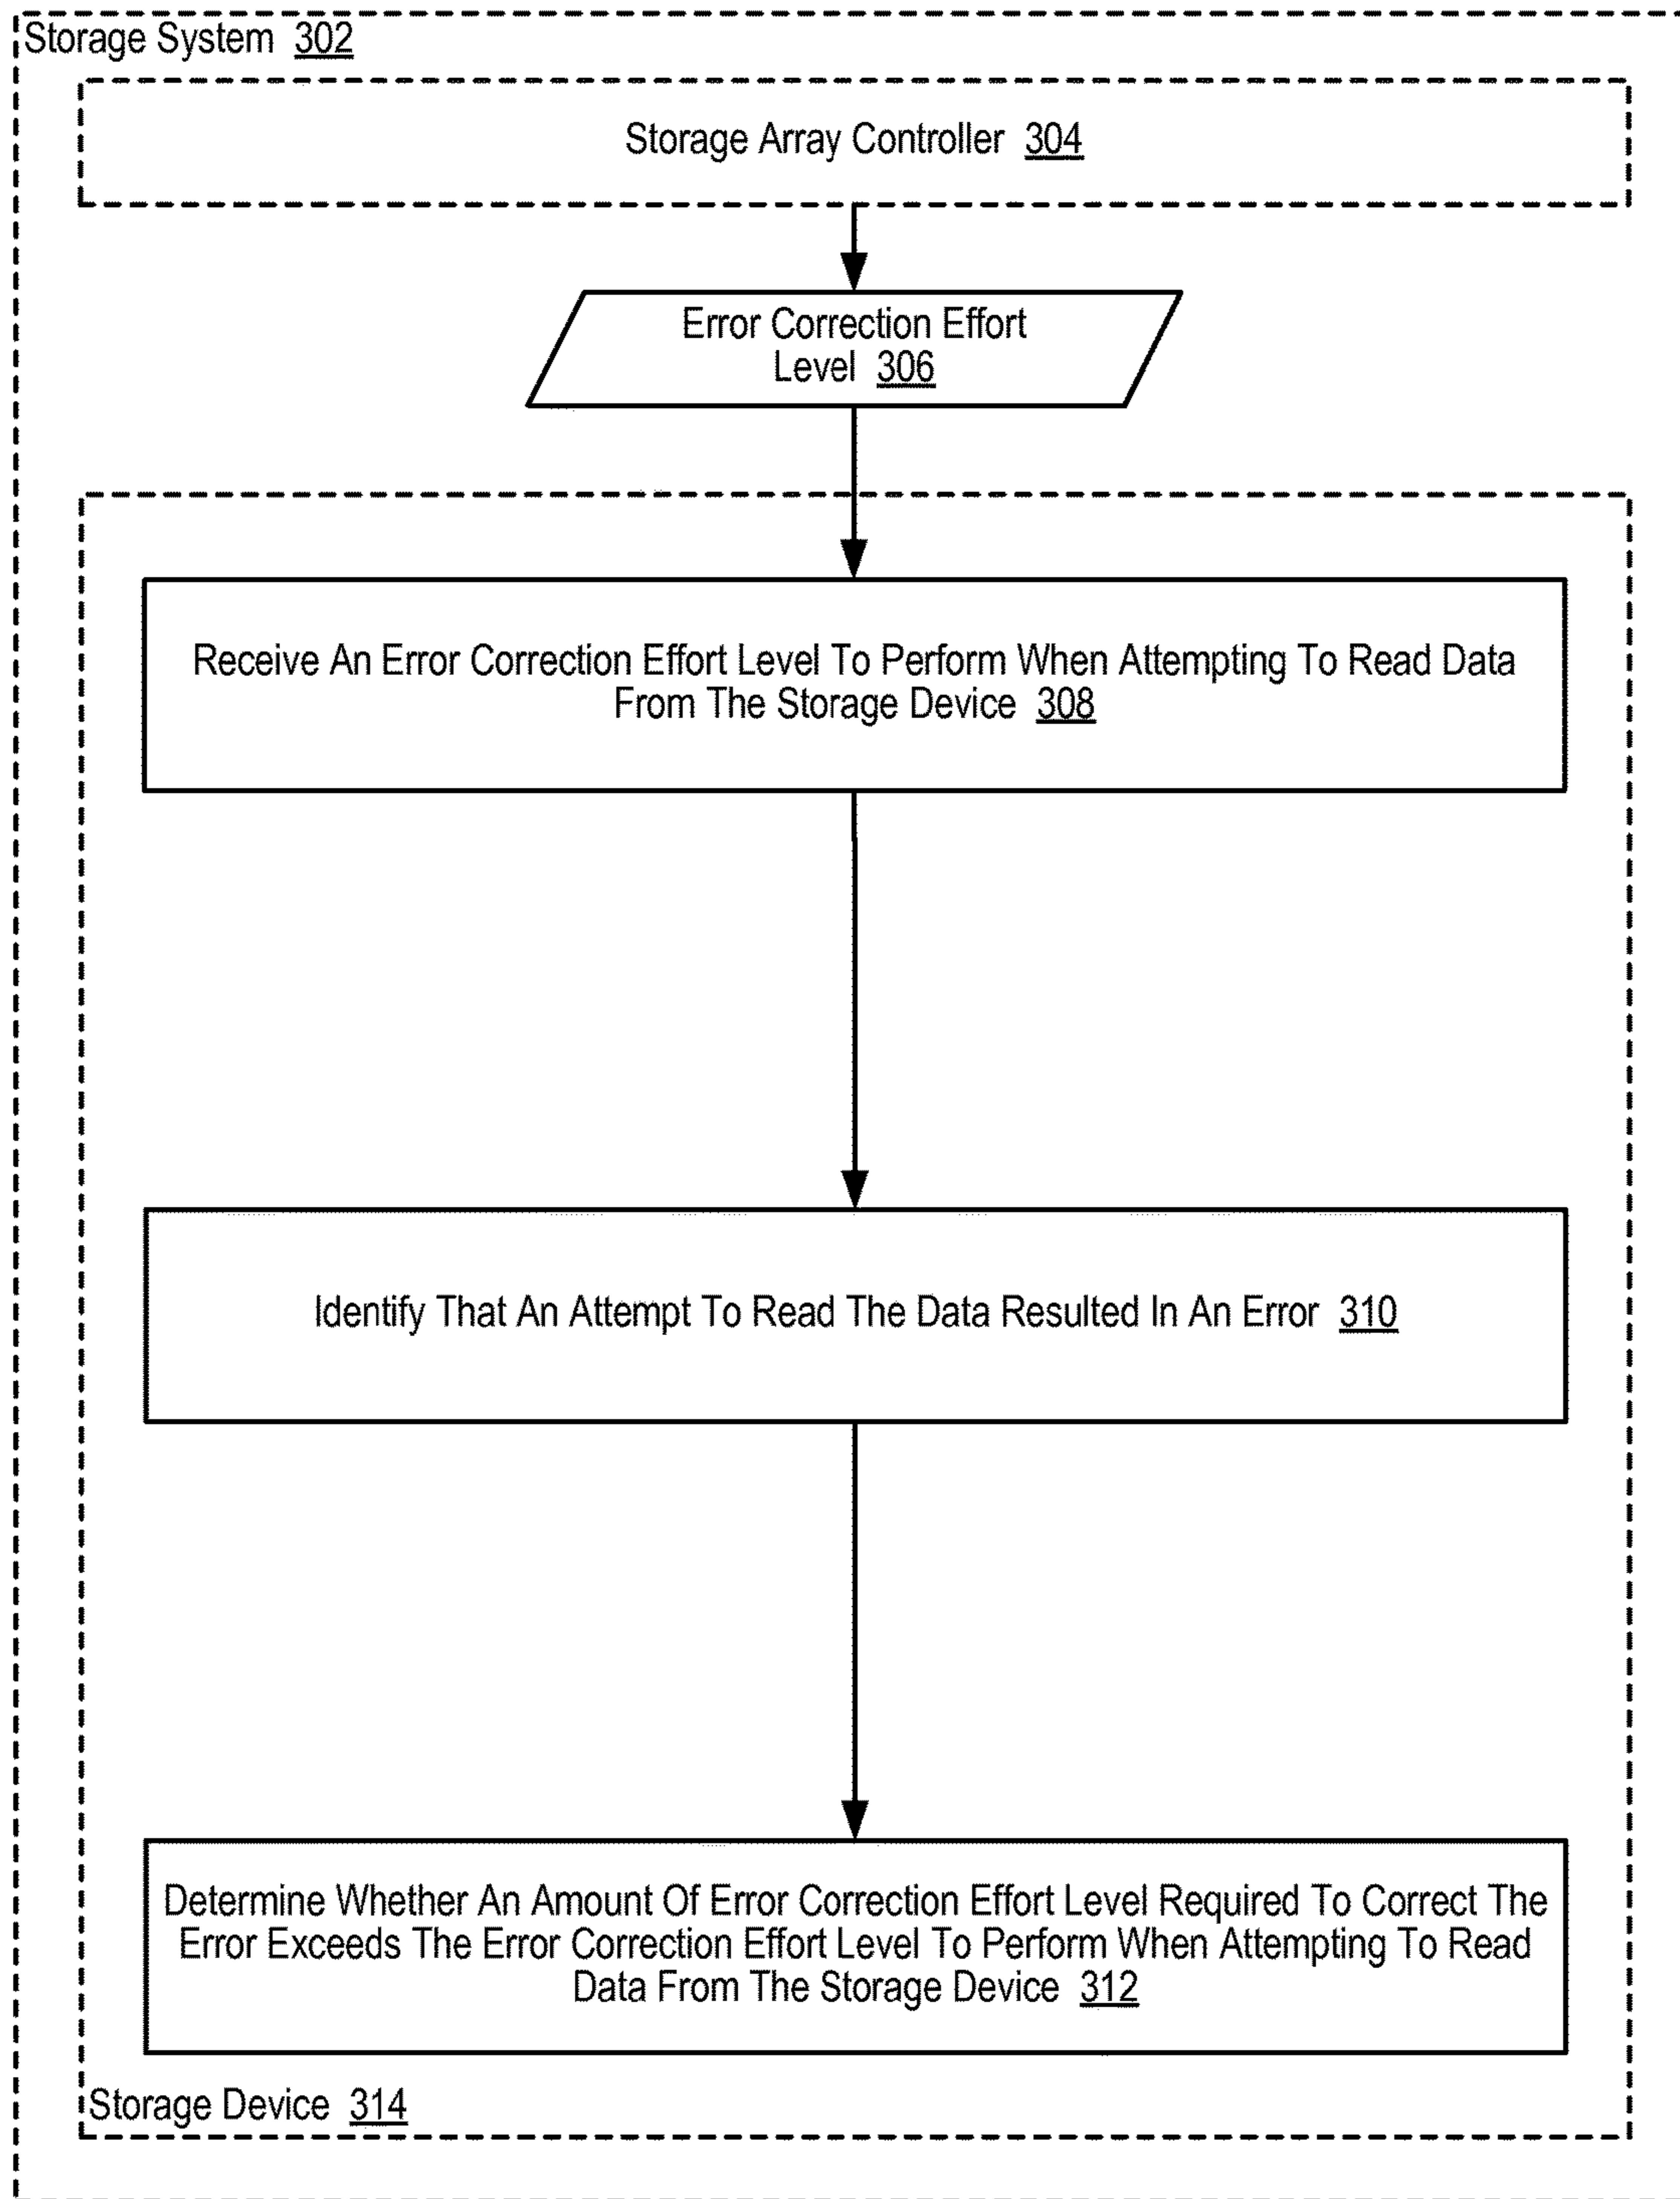 Storage System 302
Storage Array Controller 304
Error Correction Effort
Level 306
Receive An Error Correction Effort Level To Perform When Attempting To Read Data
From The Storage Device 308
Identify That An Attempt To Read The Data Resulted In An Error 310
Determine Whether An Amount Of Error Correction Effort Level Required To Correct The
Error Exceeds The Error Correction Effort Level To Perform When Attempting To Read
Data From The Storage Device 312
Storage Device 314